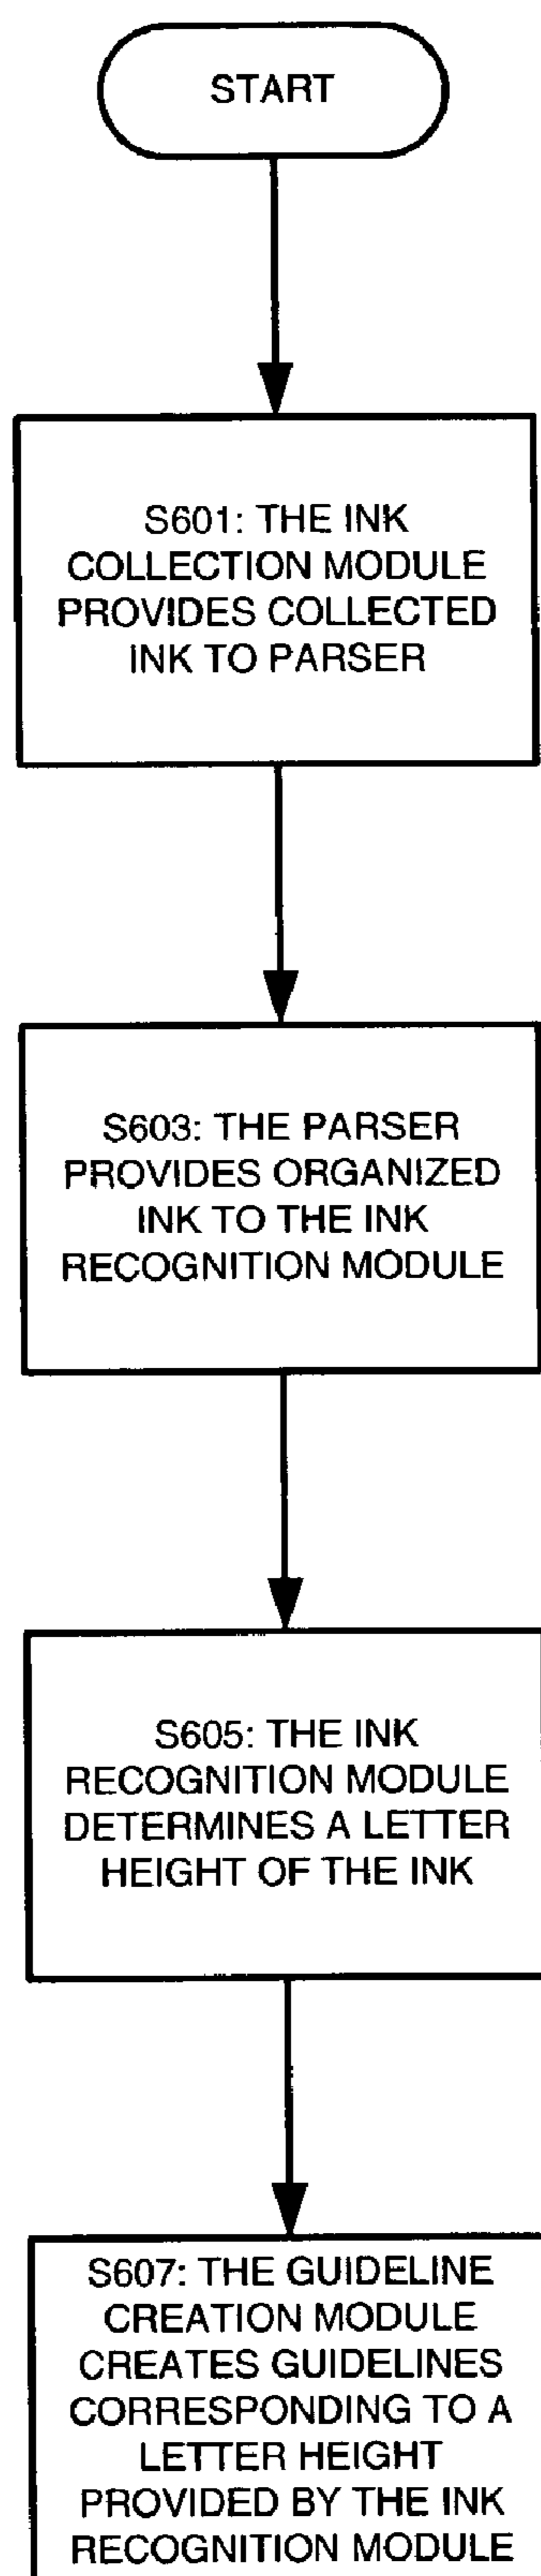 START
S601: THE INK
COLLECTION MODULE
PROVIDES COLLECTED
INK TO PARSER
S603: THE PARSER
PROVIDES ORGANIZED
INK TO THE INK
RECOGNITION MODULE
S605: THE INK
RECOGNITION MODULE
DETERMINES A LETTER
HEIGHT OF THE INK
S607: THE GUIDELINE
CREATION MODULE
CREATES GUIDELINES
CORRESPONDING TO A
LETTER HEIGHT
PROVIDED BY THE INK
RECOGNITION MODULE